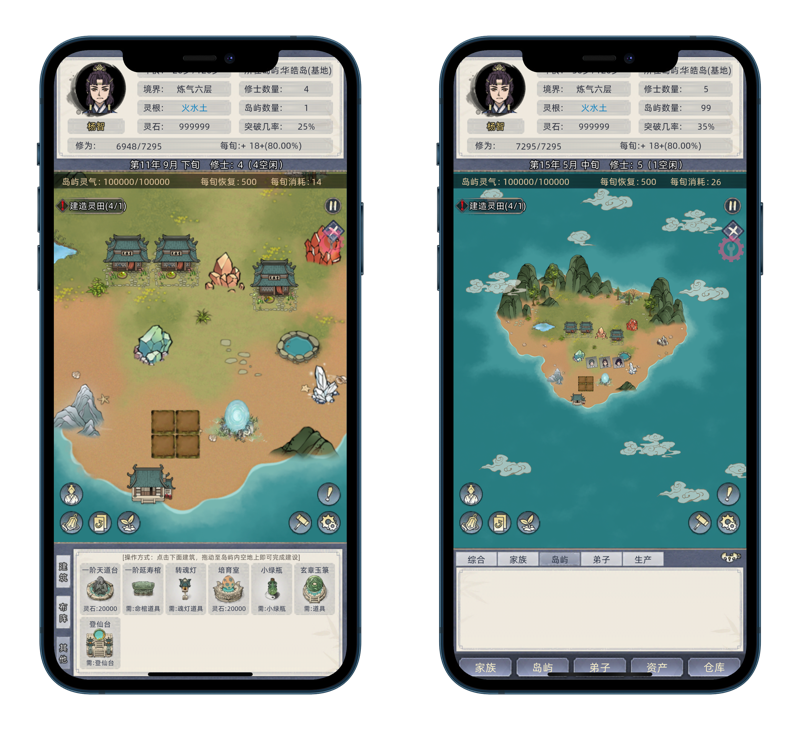 华皓岛(基地)
境界: 炼气六层
修士数量: 4
灵根: 火水土
岛屿数量: 1
杨智
灵石: 999999
突破几率: 25%
修为: 6948/7295
每旬:+ 18+(80.00%)
第11年 9月 下旬 修士: 4 (4空闲)
岛屿灵气: 100000/100000 每旬恢复: 500 每旬消耗: 14
建造灵田(4/1)
[操作方式: 点击下面建筑, 拖动至岛屿内空地上即可完成建设]
建筑
布阵
其他
一阶天道台
灵石:20000
一阶延寿棺
需:命棺道具
转魂灯
需:魂灯道具
培育室
灵石:20000
小绿瓶
需:小绿瓶
玄章玉箓
需:道具
登仙台
需:登仙台
华皓岛(基地)
境界: 炼气六层
修士数量: 5
灵根: 火水土
岛屿数量: 99
杨智
灵石: 999999
突破几率: 35%
修为: 7295/7295
每旬:+ 18+(80.00%)
第15年 5月 中旬 修士: 5 (1空闲)
岛屿灵气: 100000/100000 每旬恢复: 500 每旬消耗: 26
建造灵田(4/1)
综合 家族 岛屿 弟子 生产
家族 岛屿 弟子 资产 仓库